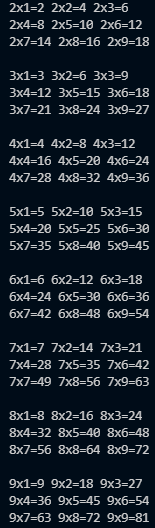 2x1=2 2x2=4 2x3=6
2x4=8 2x5=10 2x6=12
2x7=14 2x8=16 2x9=18

3x1=3 3x2=6 3x3=9
3x4=12 3x5=15 3x6=18
3x7=21 3x8=24 3x9=27

4x1=4 4x2=8 4x3=12
4x4=16 4x5=20 4x6=24
4x7=28 4x8=32 4x9=36

5x1=5 5x2=10 5x3=15
5x4=20 5x5=25 5x6=30
5x7=35 5x8=40 5x9=45

6x1=6 6x2=12 6x3=18
6x4=24 6x5=30 6x6=36
6x7=42 6x8=48 6x9=54

7x1=7 7x2=14 7x3=21
7x4=28 7x5=35 7x6=42
7x7=49 7x8=56 7x9=63

8x1=8 8x2=16 8x3=24
8x4=32 8x5=40 8x6=48
8x7=56 8x8=64 8x9=72

9x1=9 9x2=18 9x3=27
9x4=36 9x5=45 9x6=54
9x7=63 9x8=72 9x9=81